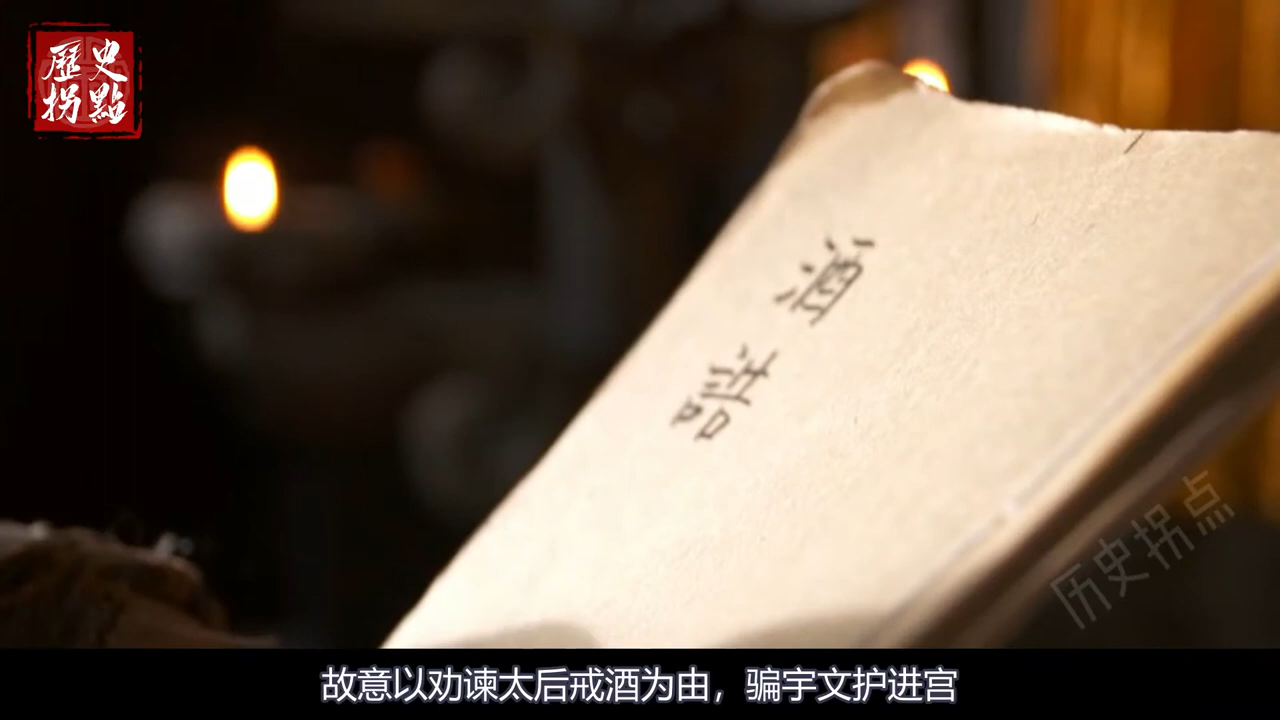 歷史
拐點
酒
誥
历史拐点
故意以劝谏太后戒酒为由，骗宇文护进宫